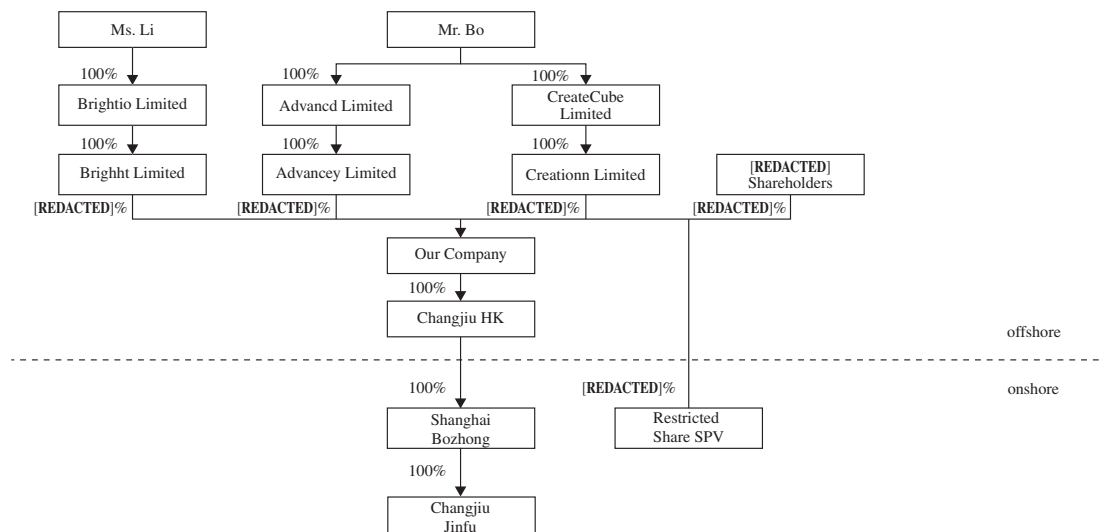 Ms. Li
Mr. Bo
100%
100%
100%
Brightio Limited
Advancd Limited
CreateCube
Limited
100%
100%
100%
Brighht Limited
Advancey Limited
Creationn Limited
[REDACTED]
Shareholders
[REDACTED]%
[REDACTED]%
[REDACTED]%
[REDACTED]%
Our Company
100%
Changjiu HK
offshore
100%
[REDACTED]%
onshore
Shanghai
Bozhong
Restricted
Share SPV
100%
Changjiu
Jinfu